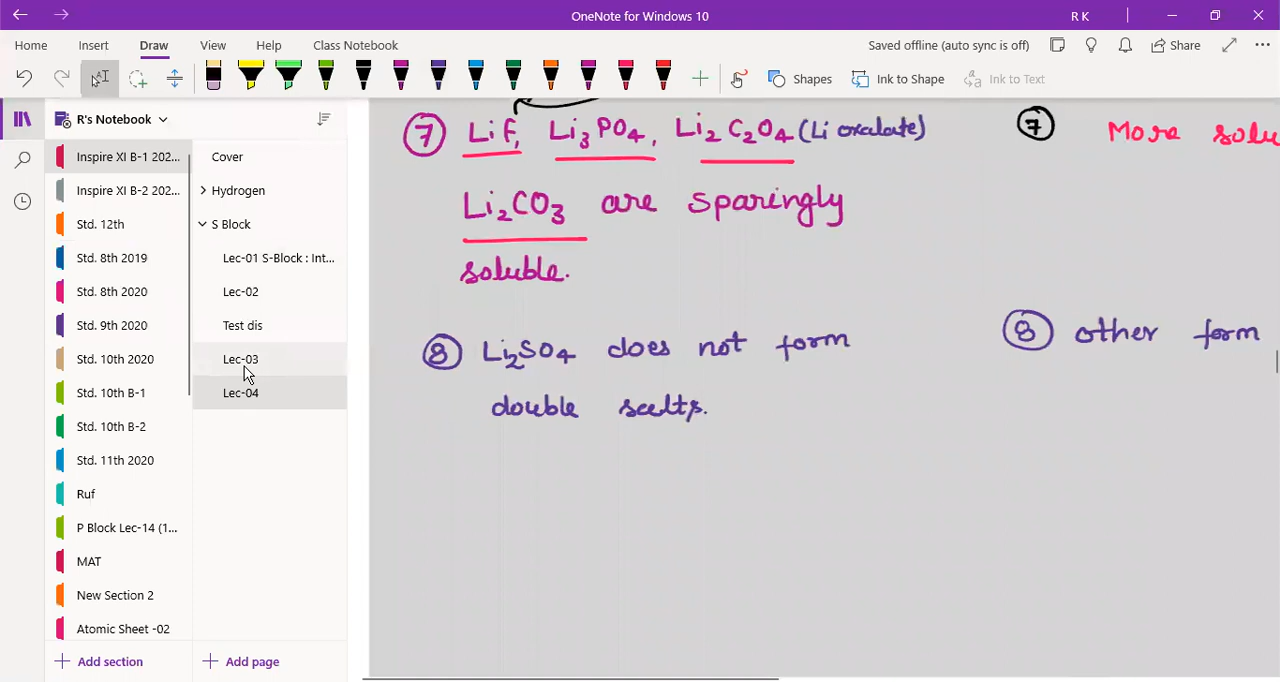 OneNote for Windows 10
R K
Home Insert Draw View Help Class Notebook
Saved offline (auto sync is off) Share
Shapes Ink to Shape Ink to Text
R's Notebook
Inspire XI B-1 202...
Inspire XI B-2 202...
Std. 12th
Std. 8th 2019
Std. 8th 2020
Std. 9th 2020
Std. 10th 2020
Std. 10th B-1
Std. 10th B-2
Std. 11th 2020
Ruf
P Block Lec-14 (1...
MAT
New Section 2
Atomic Sheet -02
Add section
Cover
Hydrogen
S Block
Lec-01 S-Block : Int...
Lec-02
Test dis
Lec-03
Lec-04
Add page
7 LiF, Li3PO4, Li2C2O4 (Li oxalate)
Li2CO3 are sparingly
soluble.
8 Li2SO4 does not form
double salts.
7 More solu
8 other form